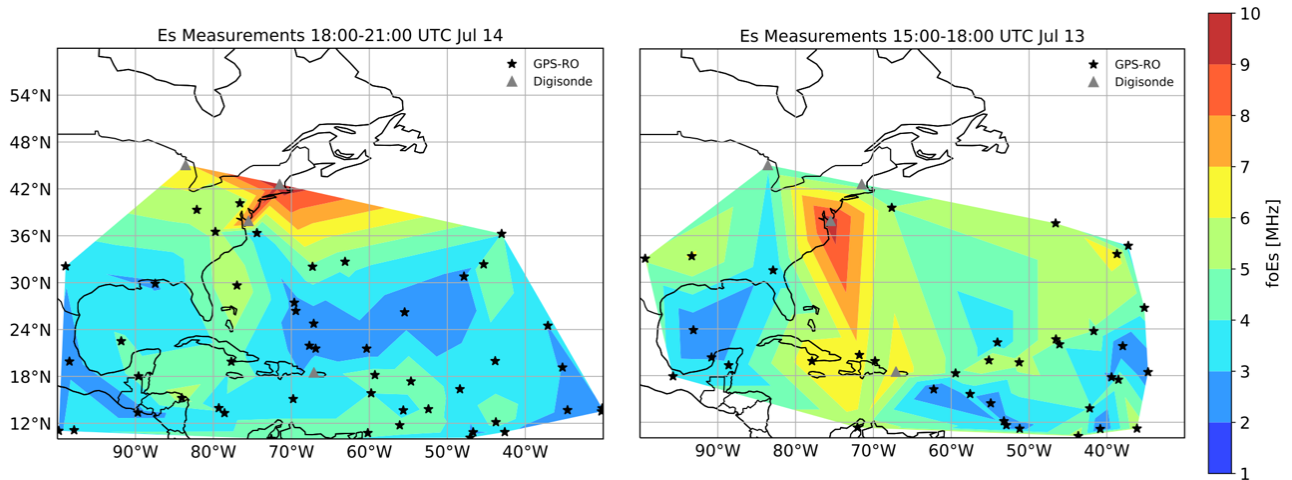 Es Measurements 18:00-21:00 UTC Jul 14
GPS-RO
Digisonde
54°N
48°N
42°N
36°N
30°N
24°N
18°N
12°N
90°W 80°W 70°W 60°W 50°W 40°W
Es Measurements 15:00-18:00 UTC Jul 13
GPS-RO
Digisonde
90°W 80°W 70°W 60°W 50°W 40°W
10
9
8
7
6
5
4
3
2
1
foEs [MHz]